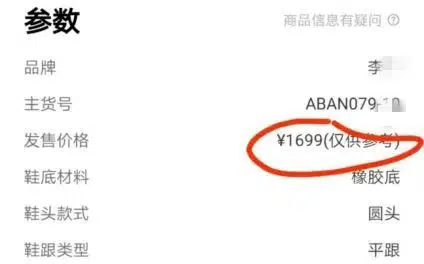 参数
商品信息有疑问 ?
品牌 李
主货号 ABAN079-10
发售价格 ¥1699(仅供参考)
鞋底材料 橡胶底
鞋头款式 圆头
鞋跟类型 平跟